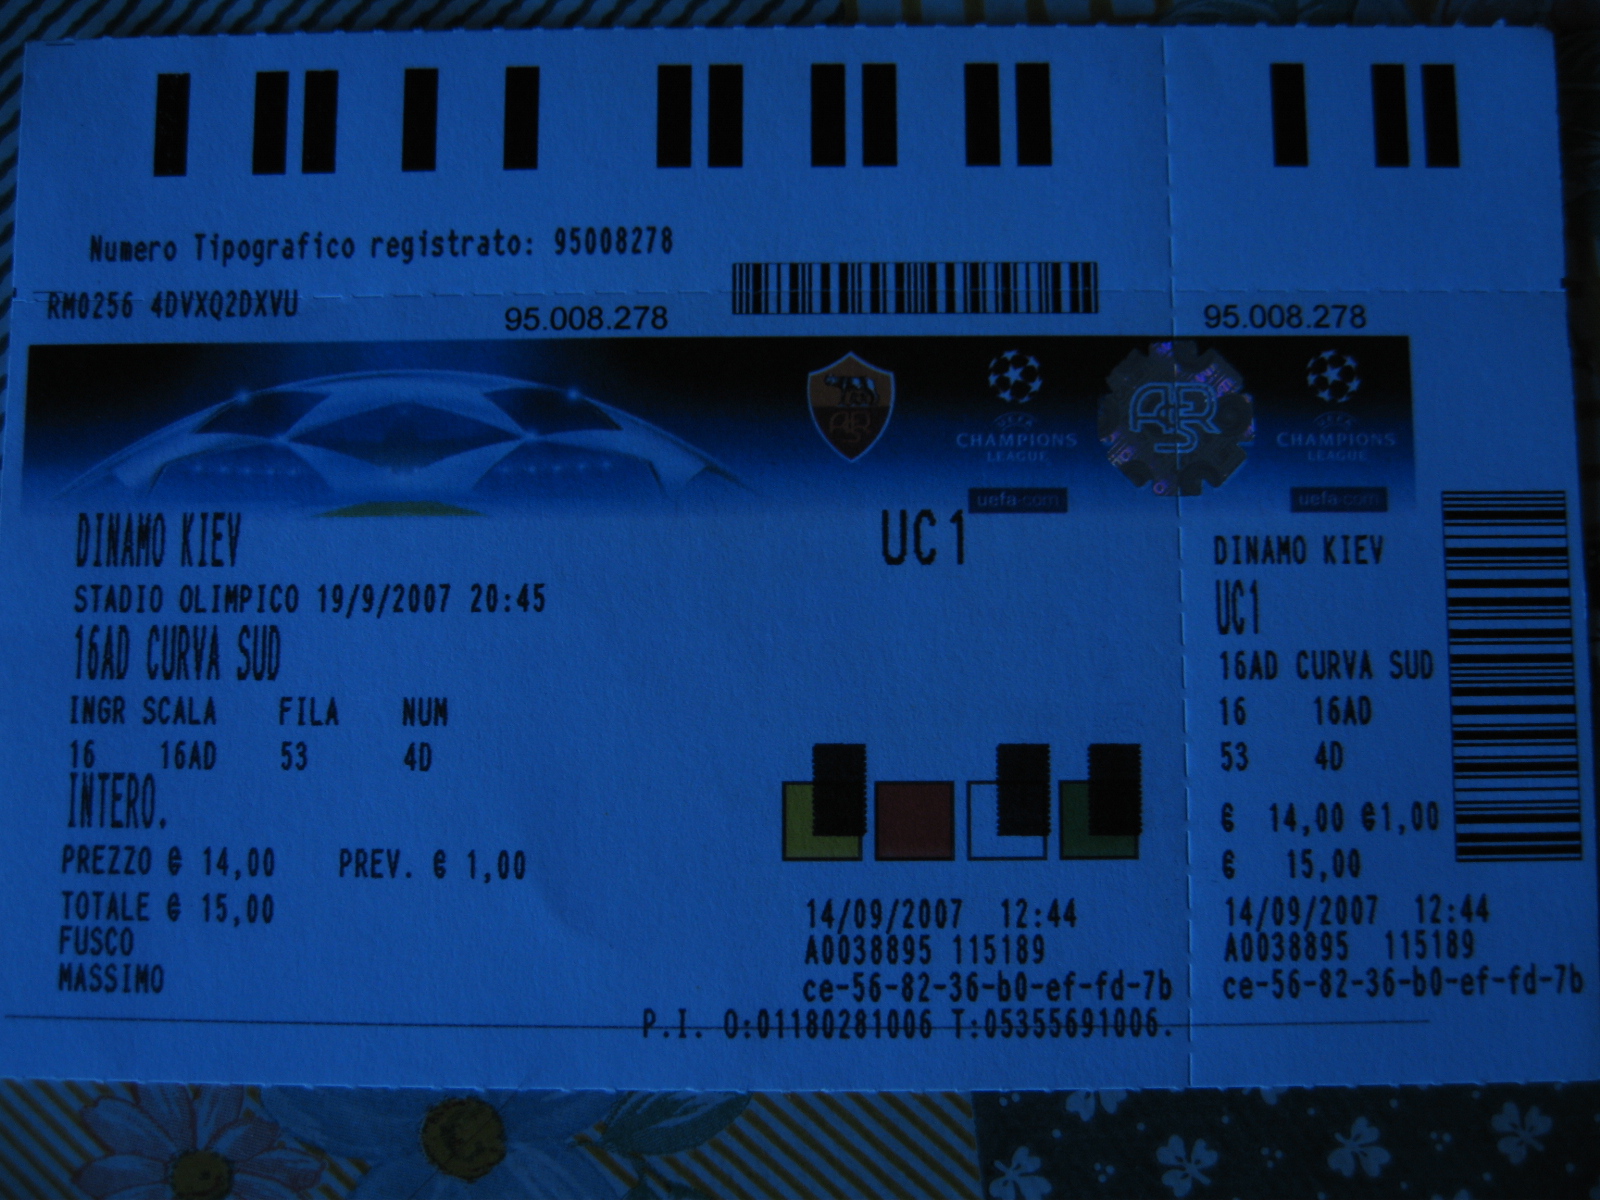 Numero Tipografico registrato: 95008278
RM0256 4DVXQ2DXVU
95.008.278
95.008.278
ASR
UEFA
CHAMPIONS
LEAGUE
uefa.com
ASR
UEFA
CHAMPIONS
LEAGUE
uefa.com
DINAMO KIEV
UC1
STADIO OLIMPICO 19/9/2007 20:45
16AD CURVA SUD
INGR SCALA FILA NUM
16 16AD 53 4D
INTERO.
PREZZO € 14,00 PREV. € 1,00
TOTALE € 15,00
FUSCO
MASSIMO
14/09/2007 12:44
A0038895 115189
ce-56-82-36-b0-ef-fd-7b
P.I. O:01180281006 T:05355691006.
DINAMO KIEV
UC1
16AD CURVA SUD
16 16AD
53 4D
€ 14,00 €1,00
€ 15,00
14/09/2007 12:44
A0038895 115189
ce-56-82-36-b0-ef-fd-7b